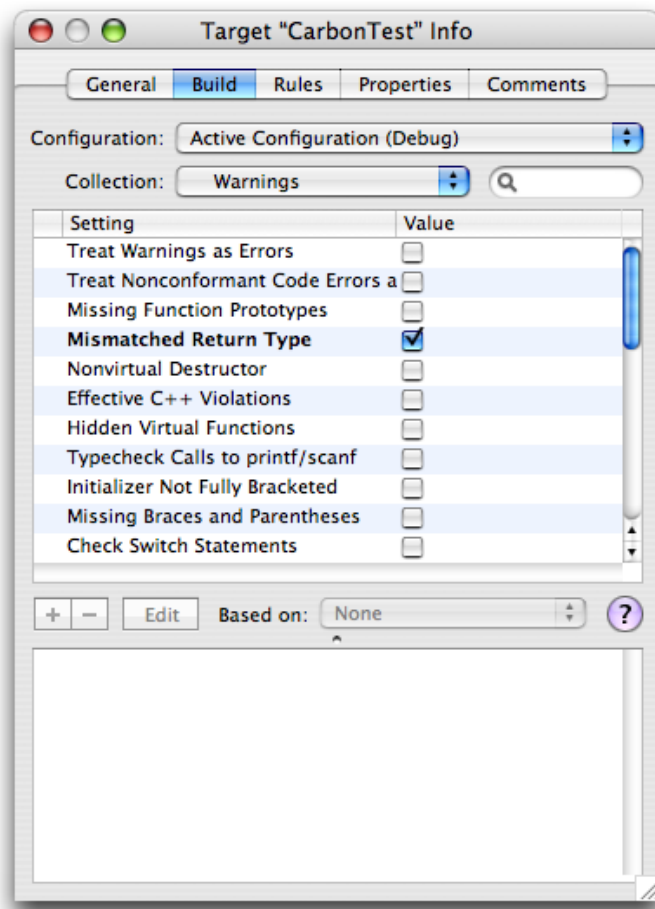 Target “CarbonTest” Info
General Build Rules Properties Comments
Configuration: Active Configuration (Debug)
Collection: Warnings
Setting Value
Treat Warnings as Errors
Treat Nonconformant Code Errors a
Missing Function Prototypes
Mismatched Return Type
Nonvirtual Destructor
Effective C++ Violations
Hidden Virtual Functions
Typecheck Calls to printf/scanf
Initializer Not Fully Bracketed
Missing Braces and Parentheses
Check Switch Statements
+ − Edit Based on: None ?